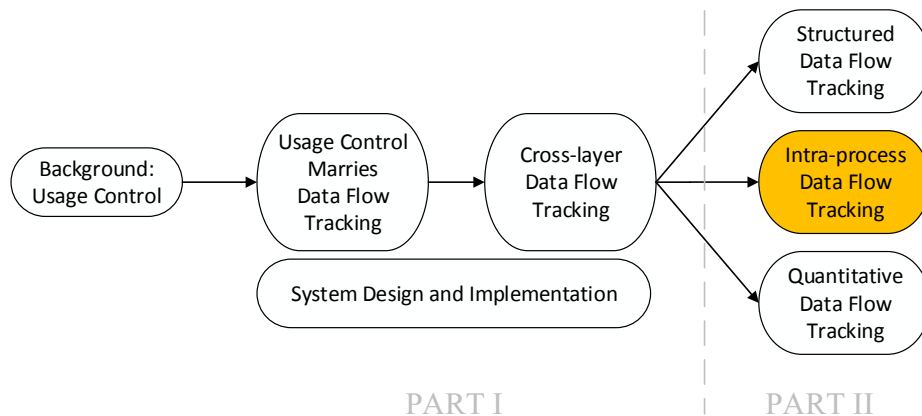 Background:
Usage Control
Usage Control
Marries
Data Flow
Tracking
Cross-layer
Data Flow
Tracking
System Design and Implementation
Structured
Data Flow
Tracking
Intra-process
Data Flow
Tracking
Quantitative
Data Flow
Tracking
PART I
PART II